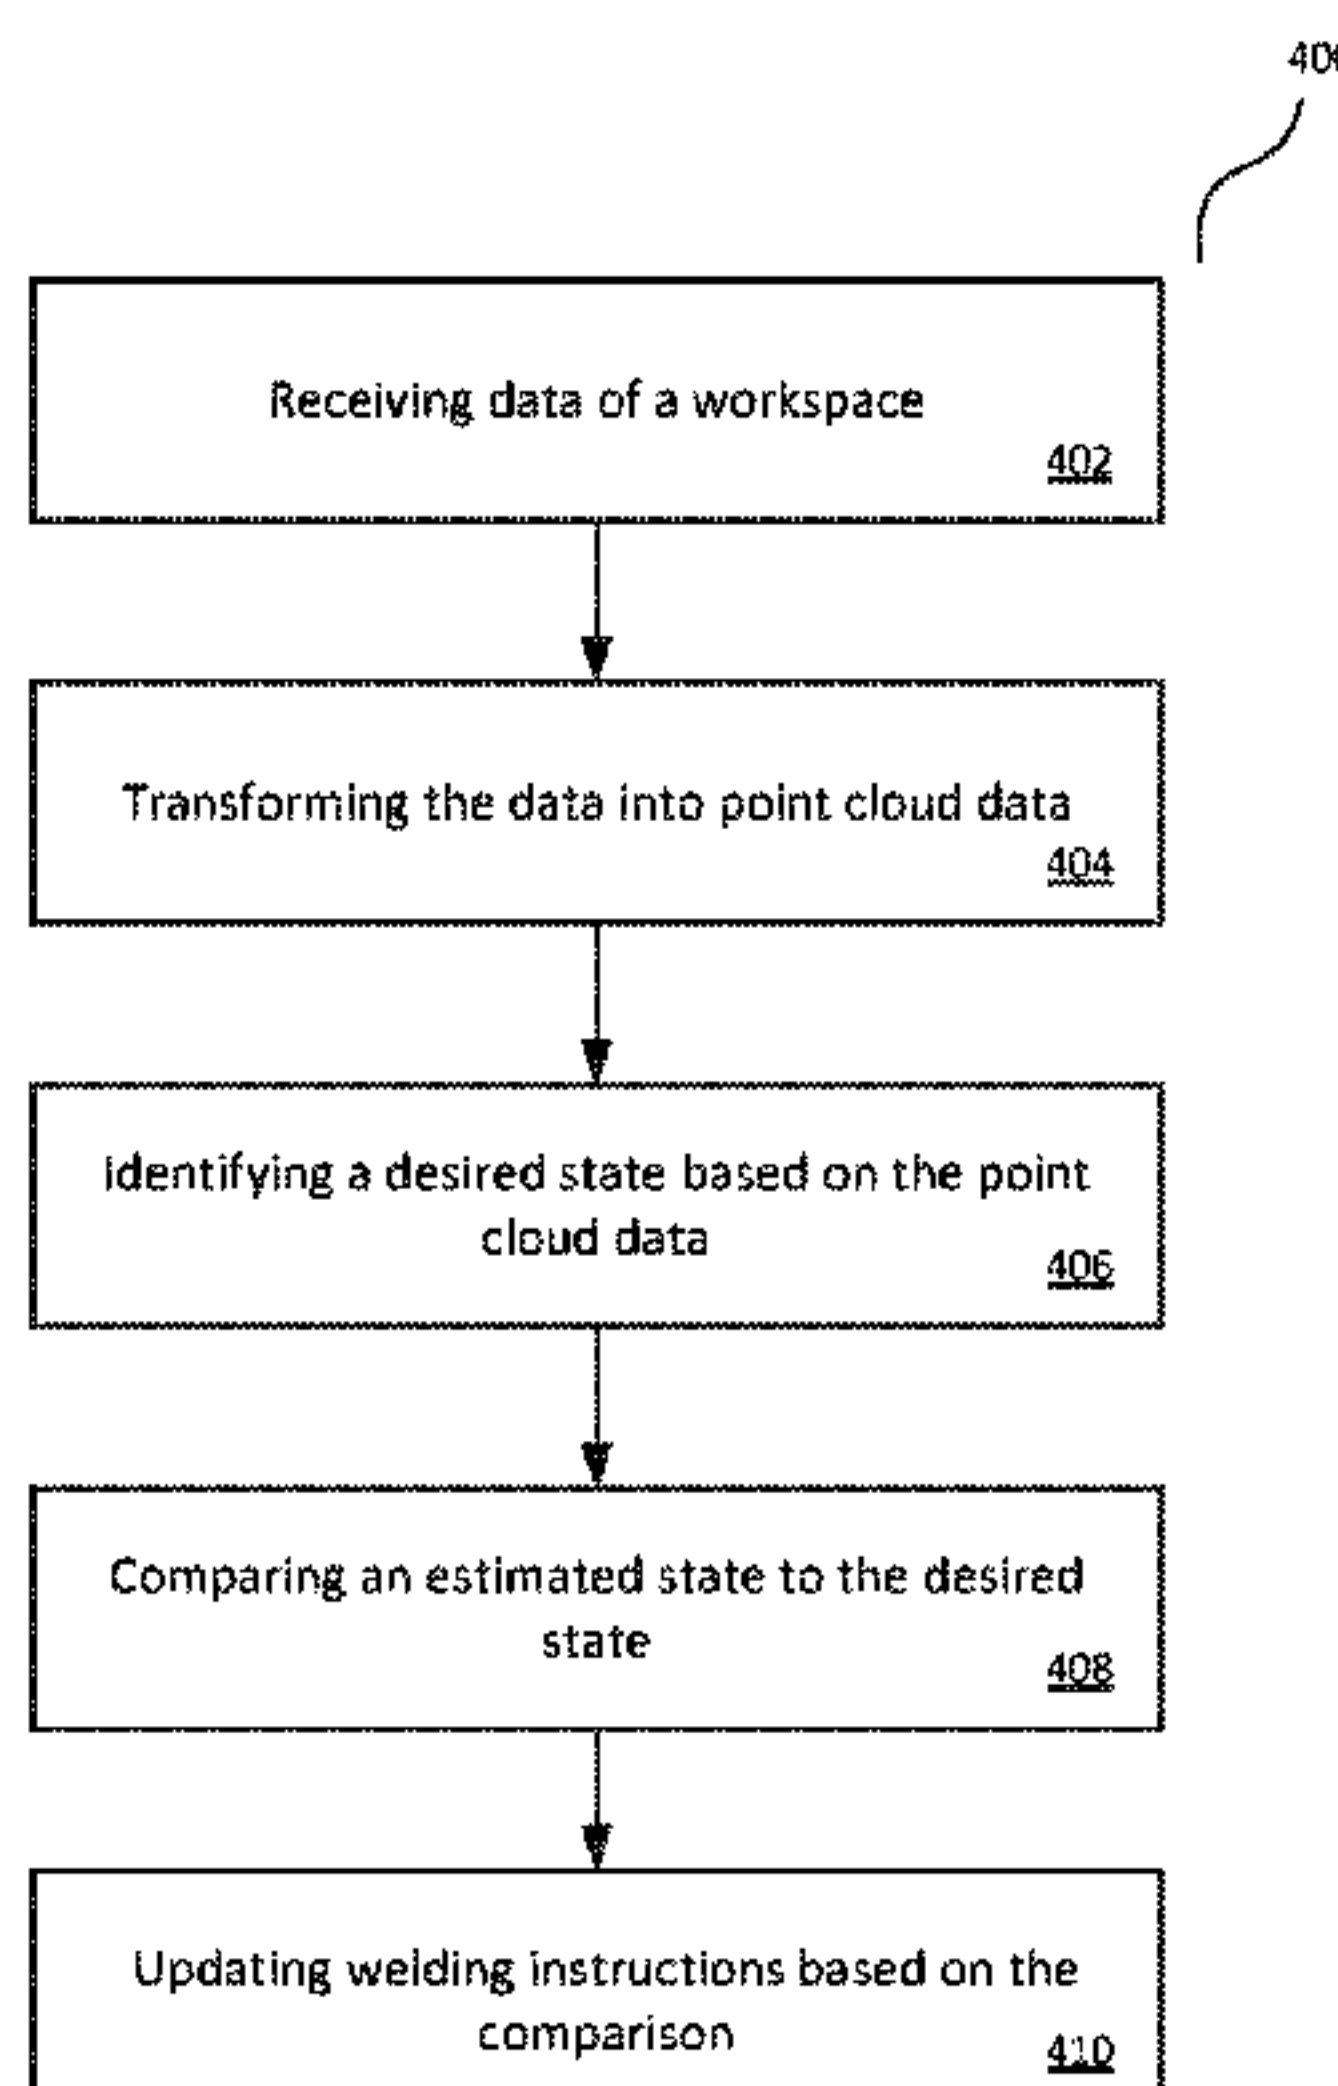 Receiving data of a workspace
402
Transforming the data into point cloud data
404
Identifying a desired state based on the point
cloud data
406
Comparing an estimated state to the desired
state
408
Updating welding instructions based on the
comparison
410